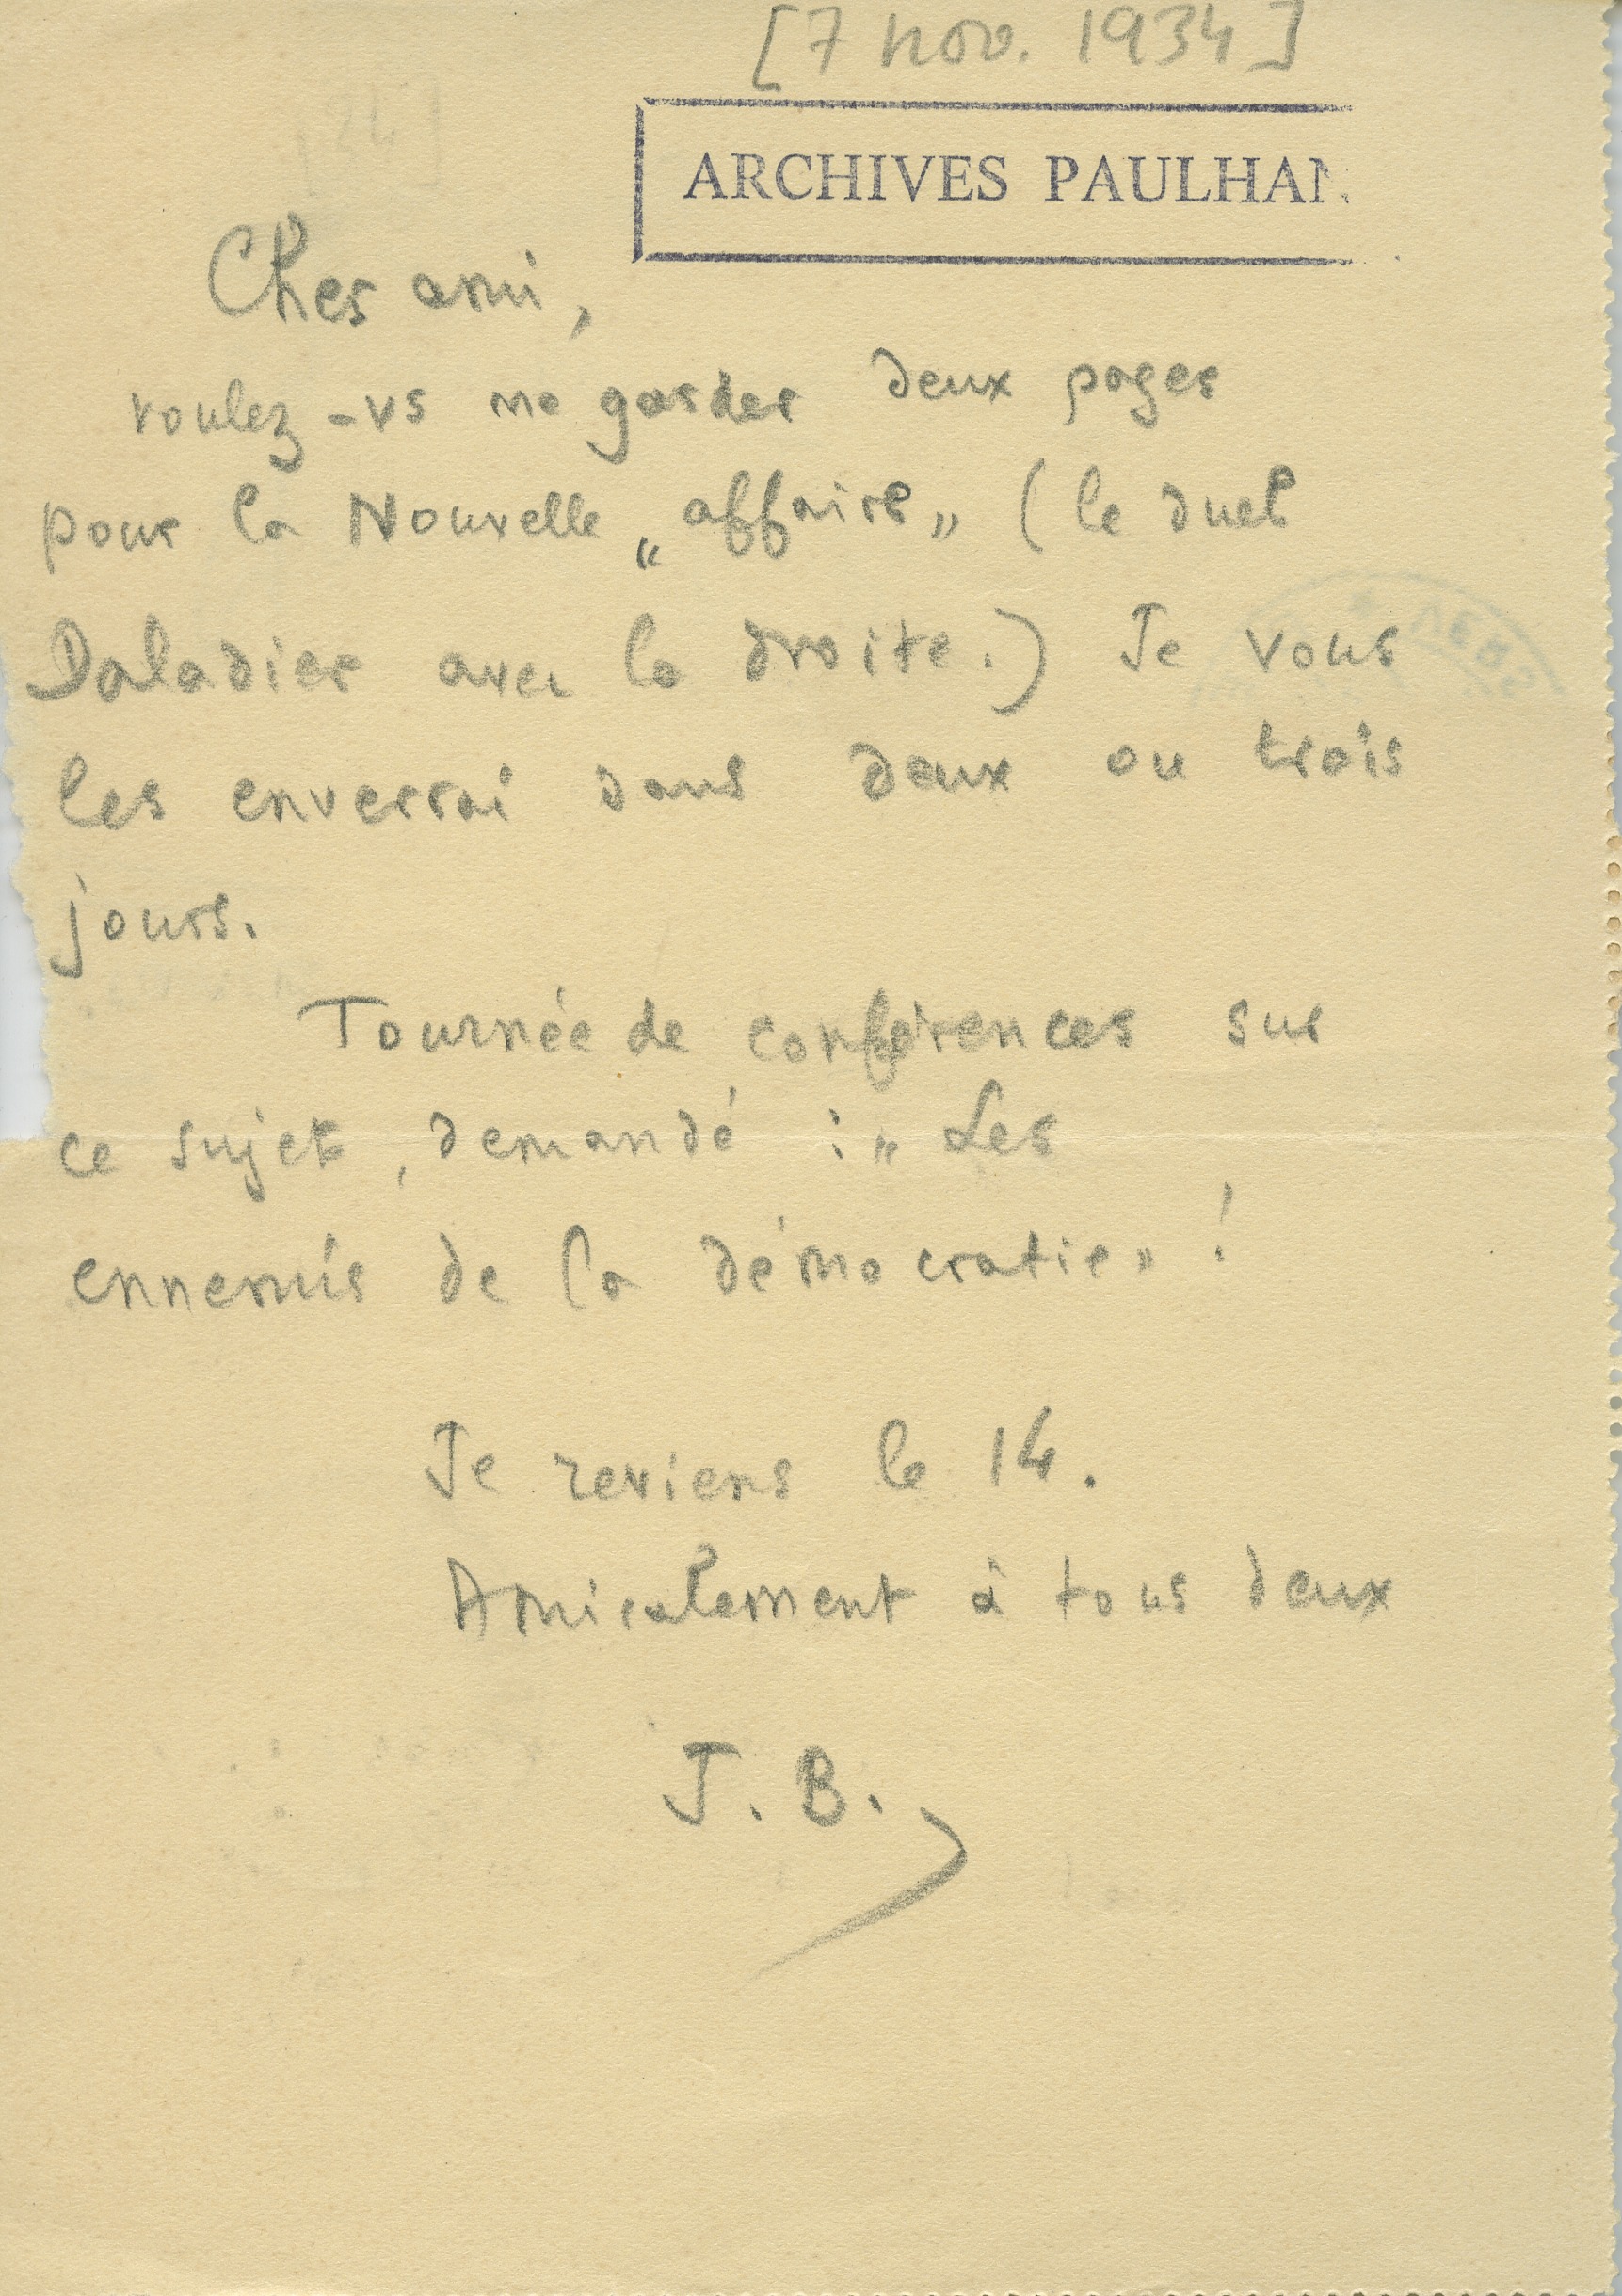 [7 nov. 1934]
ARCHIVES PAULHAN
Cher ami,
voulez-vs me garder deux pages
pour la Nouvelle „affaire„ (le duel
Daladier avec la droite.) Je vous
les enverrai dans deux ou trois
jours.
Tournée de conférences sur
ce sujet, demandé : „Les
ennemis de la démocratie„ !
Je reviens le 14.
Amicalement à tous deux
J. B.